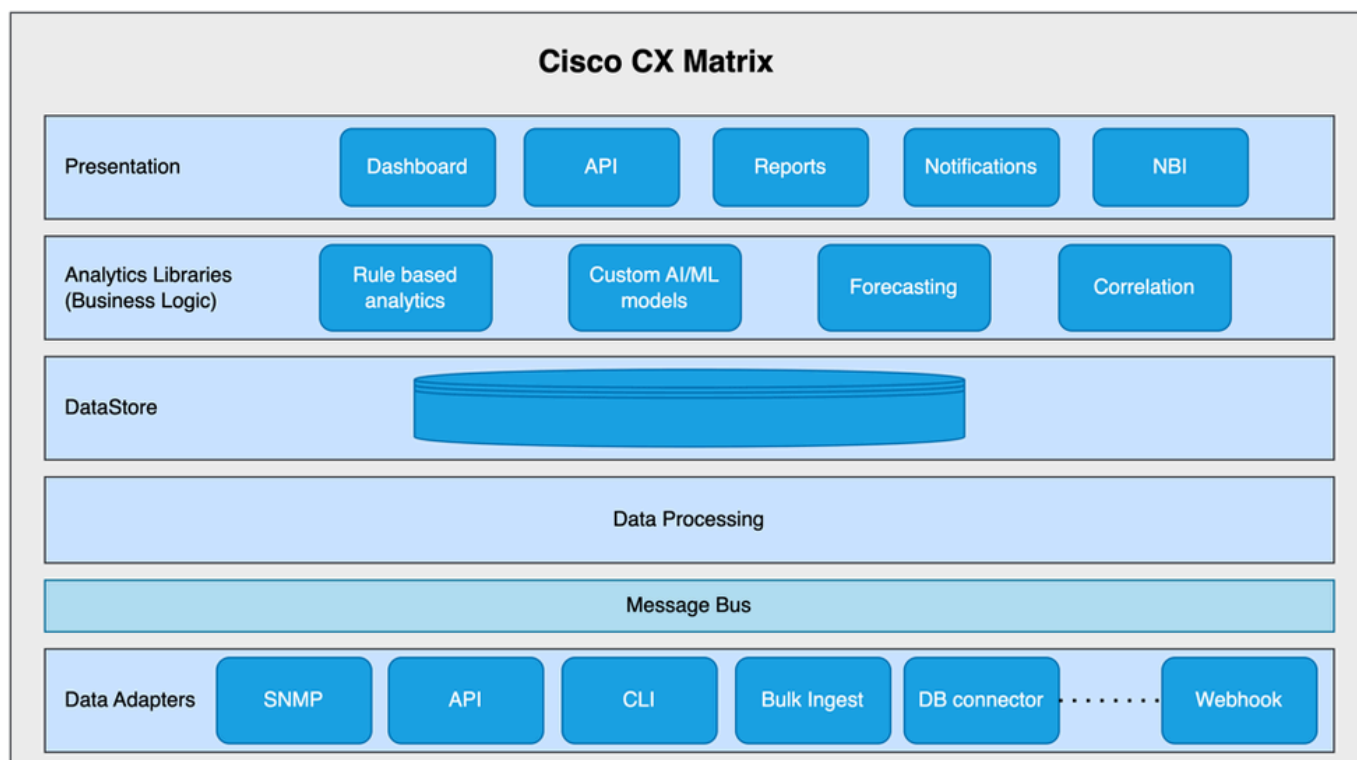 Cisco CX Matrix
Presentation
Dashboard
API
Reports
Notifications
NBI
Analytics Libraries
(Business Logic)
Rule based
analytics
Custom AI/ML
models
Forecasting
Correlation
DataStore
Data Processing
Message Bus
Data Adapters
SNMP
API
CLI
Bulk Ingest
DB connector
Webhook